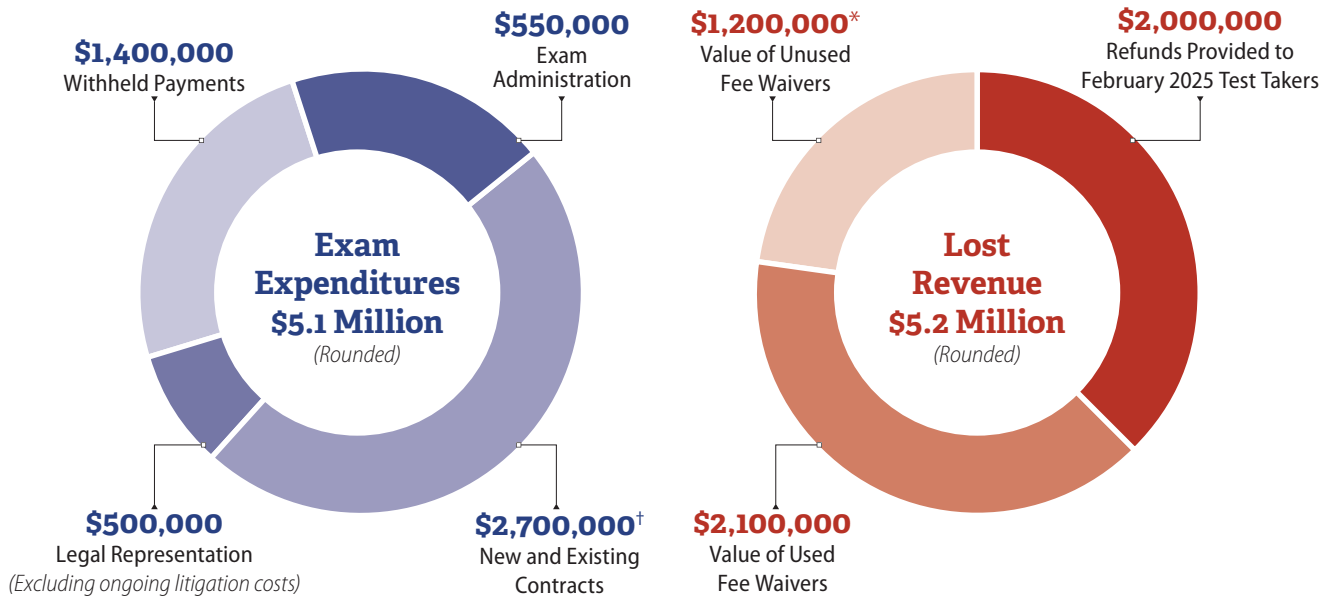 $1,400,000
Withheld Payments
$550,000
Exam
Administration
Exam
Expenditures
$5.1 Million
(Rounded)
$500,000
Legal Representation
(Excluding ongoing litigation costs)
$2,700,000†
New and Existing
Contracts
$1,200,000*
Value of Unused
Fee Waivers
$2,000,000
Refunds Provided to
February 2025 Test Takers
Lost
Revenue
$5.2 Million
(Rounded)
$2,100,000
Value of Used
Fee Waivers